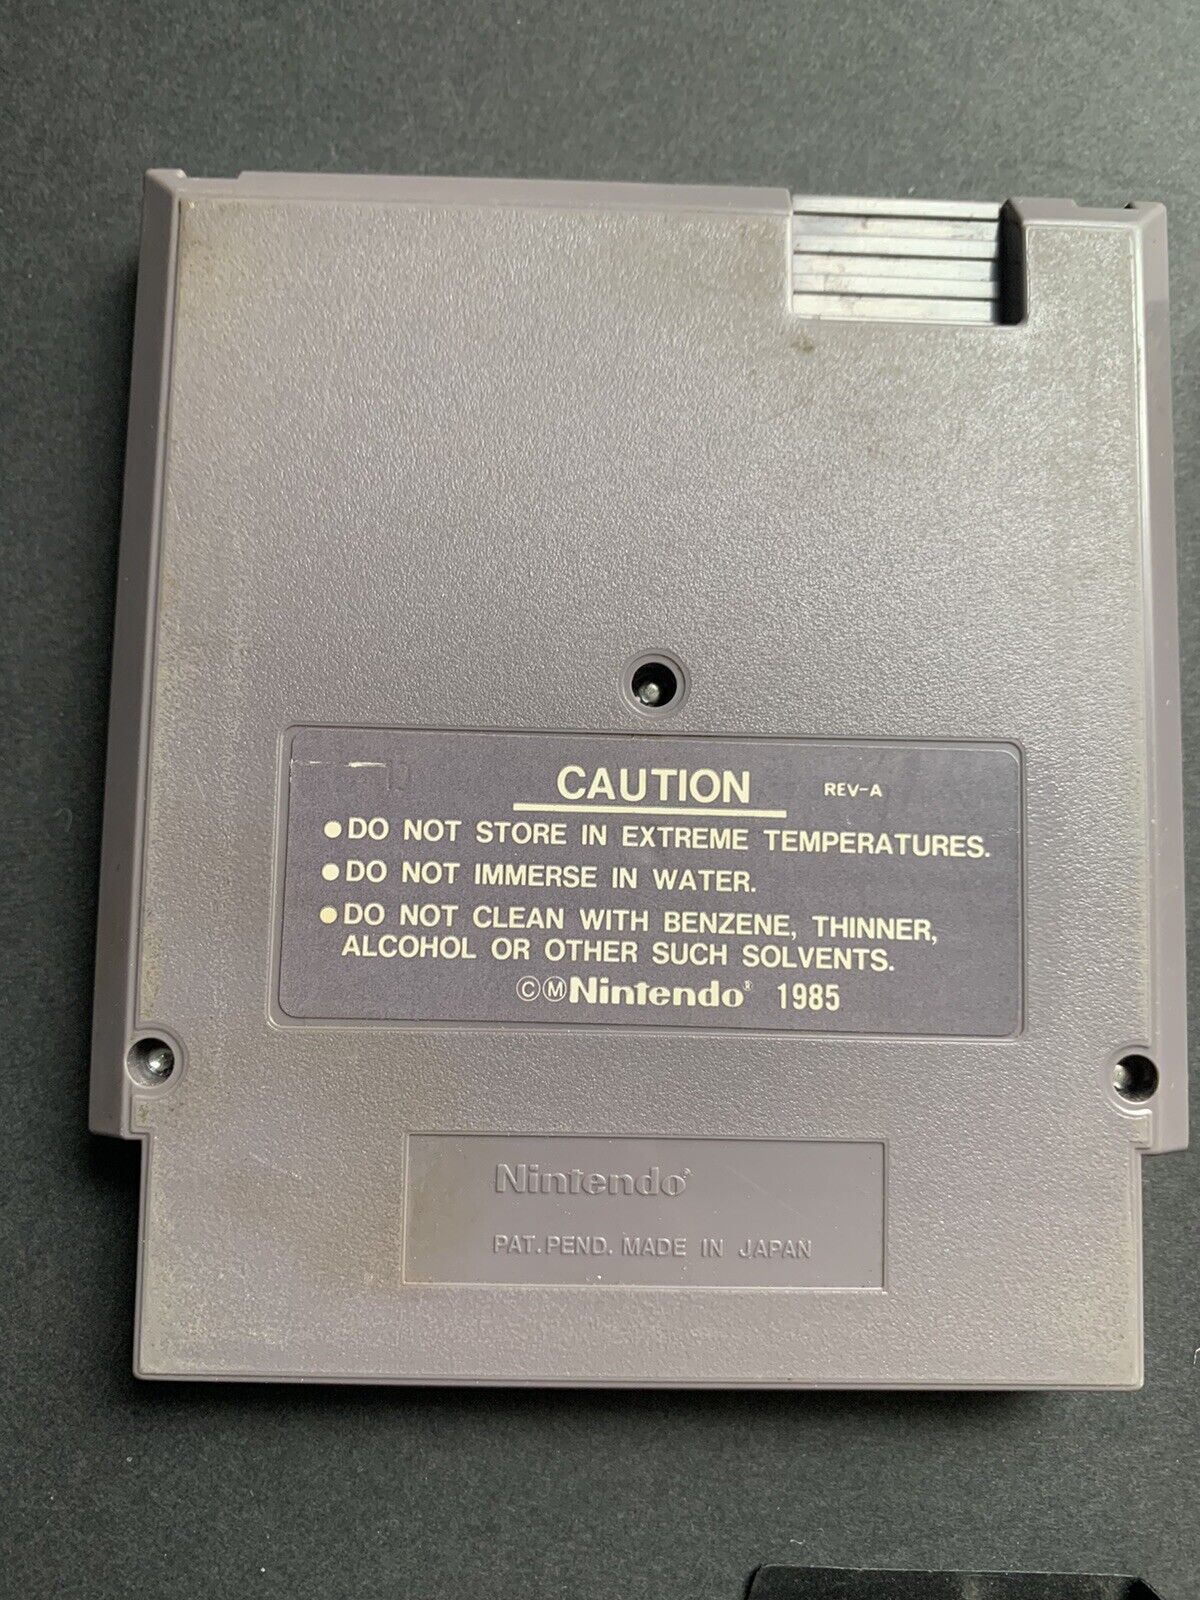 CAUTION REV-A
●DO NOT STORE IN EXTREME TEMPERATURES.
●DO NOT IMMERSE IN WATER.
●DO NOT CLEAN WITH BENZENE, THINNER,
ALCOHOL OR OTHER SUCH SOLVENTS.
ⒸⓂNintendo® 1985
Nintendo®
PAT. PEND. MADE IN JAPAN